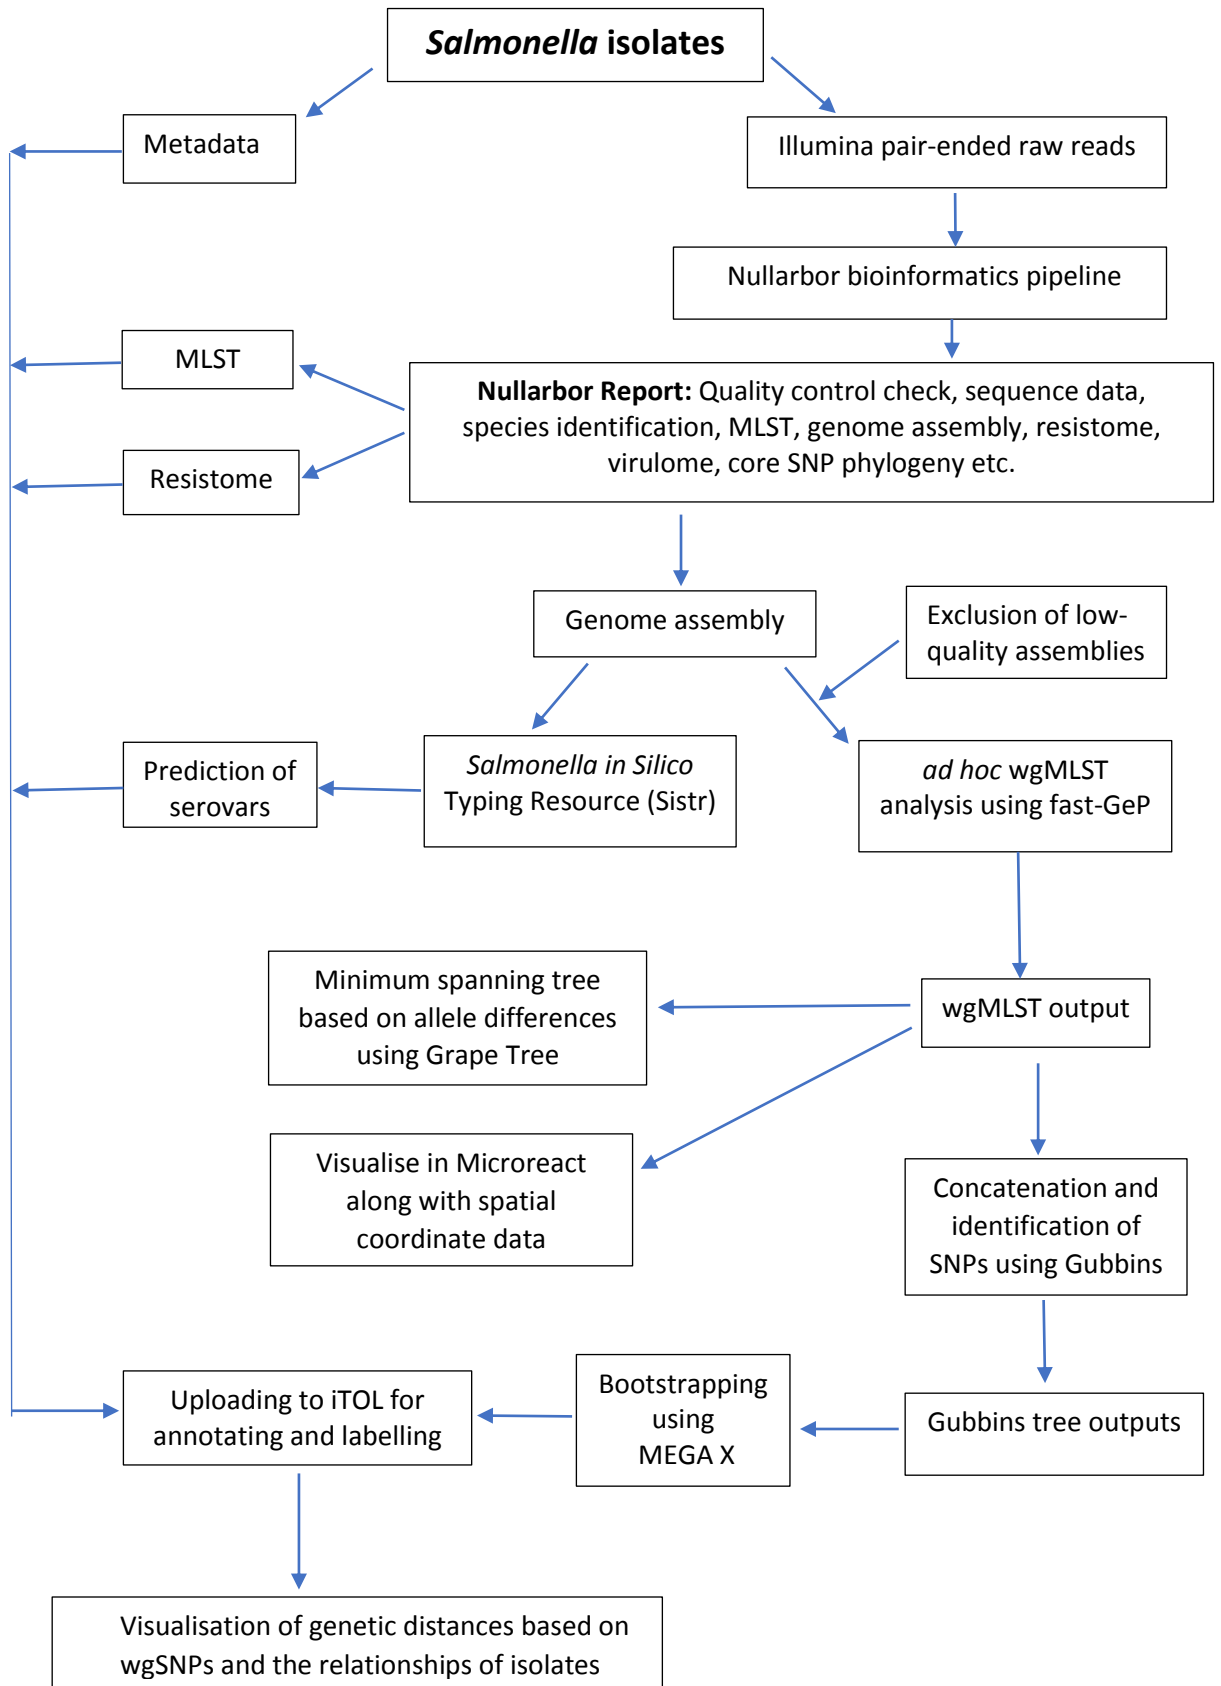 Salmonella isolates
Metadata
Illumina pair-ended raw reads
Nullarbor bioinformatics pipeline
MLST
Nullarbor Report: Quality control check, sequence data,
species identification, MLST, genome assembly, resistome,
virulome, core SNP phylogeny etc.
Resistome
Genome assembly
Exclusion of low-
quality assemblies
Prediction of
serovars
Salmonella in Silico
Typing Resource (Sistr)
ad hoc wgMLST
analysis using fast-GeP
Minimum spanning tree
based on allele differences
using Grape Tree
wgMLST output
Visualise in Microreact
along with spatial
coordinate data
Concatenation and
identification of
SNPs using Gubbins
Uploading to iTOL for
annotating and labelling
Bootstrapping
using
MEGA X
Gubbins tree outputs
Visualisation of genetic distances based on
wgSNPs and the relationships of isolates